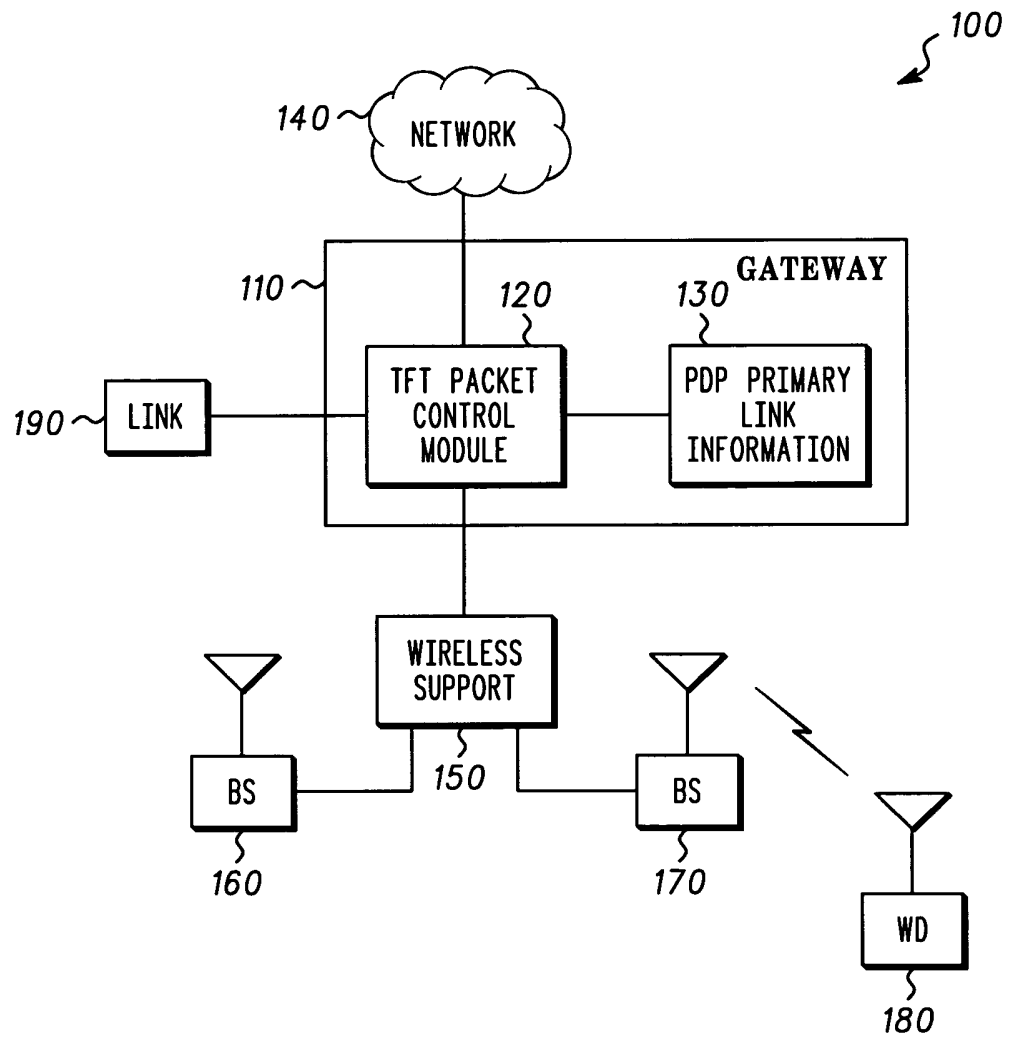 100
140
NETWORK
110
GATEWAY
120
130
TFT PACKET
CONTROL
MODULE
PDP PRIMARY
LINK
INFORMATION
190
LINK
WIRELESS
SUPPORT
150
BS
160
BS
170
WD
180